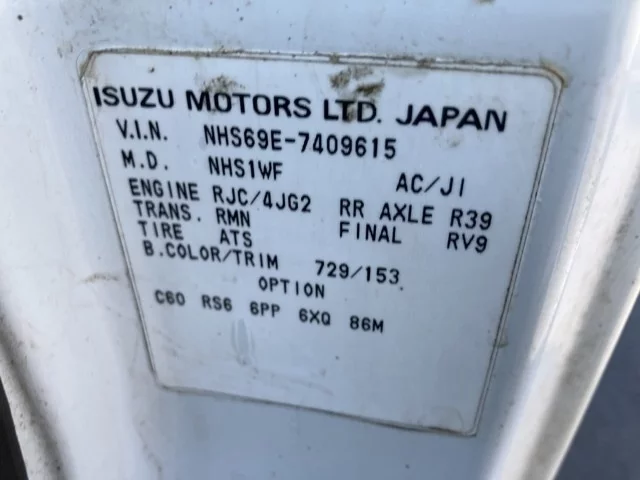 ISUZU MOTORS LTD. JAPAN
V.I.N. NHS69E-7409615
M.D. NHS1WF AC/J1
ENGINE RJC/4JG2 RR AXLE R39
TRANS. RMN FINAL RV9
TIRE ATS
B.COLOR/TRIM 729/153
OPTION
C60 RS6 6PP 6XQ 86M